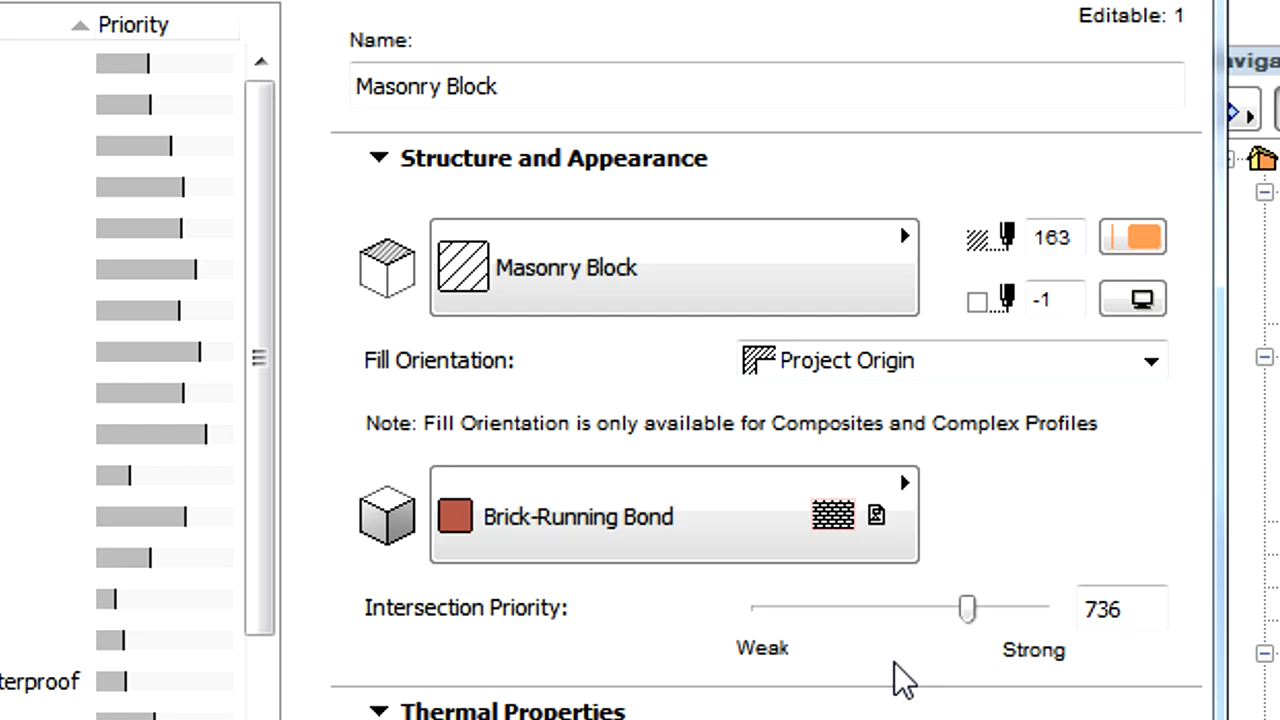 Priority
Editable: 1
Name:
Masonry Block
Structure and Appearance
Masonry Block
163
-1
Fill Orientation:
Project Origin
Note: Fill Orientation is only available for Composites and Complex Profiles
Brick-Running Bond
Intersection Priority:
736
Weak
Strong
Thermal Properties